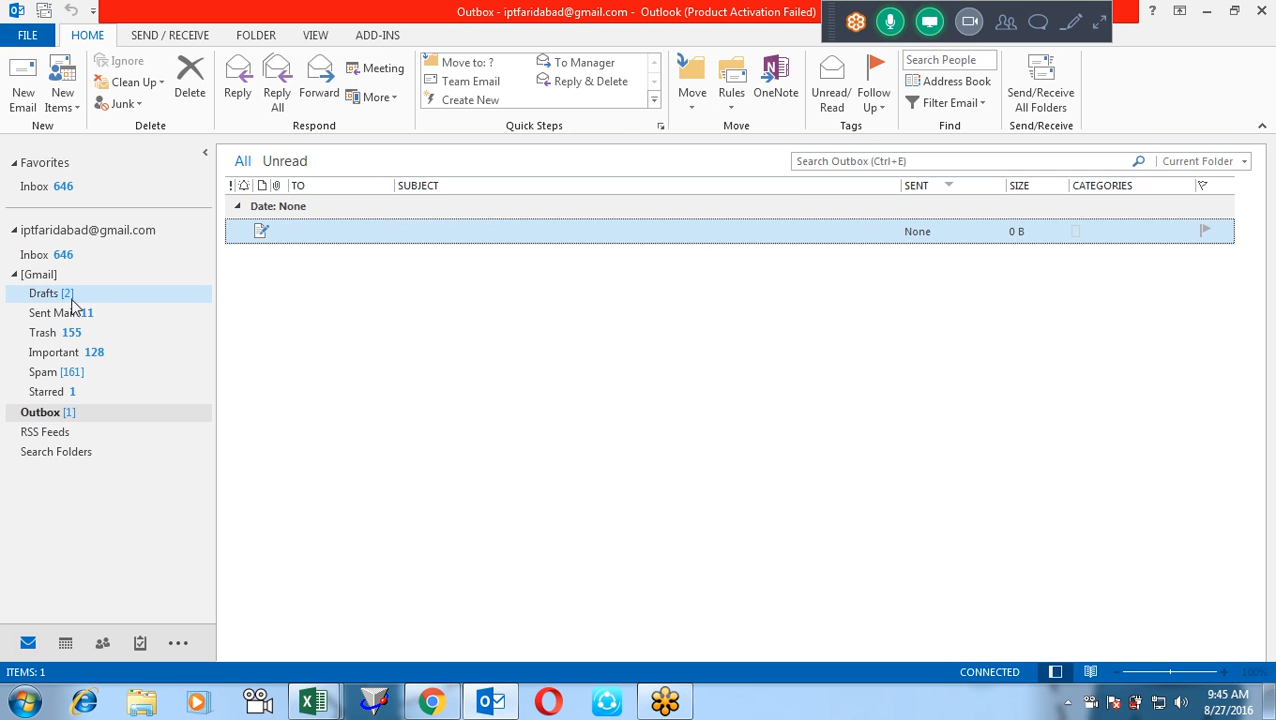 Outbox - iptfaridabad@gmail.com - Outlook (Product Activation Failed)
?
FILE HOME SEND / RECEIVE FOLDER VIEW ADD-INS
New Email
New Items
Ignore
Clean Up
Junk
Delete
Reply
Reply All
Forward
Meeting
More
Move to: ?
Team Email
Create New
To Manager
Reply & Delete
Move
Rules
OneNote
Unread/ Read
Follow Up
Search People
Address Book
Filter Email
Send/Receive All Folders
New Delete Respond Quick Steps Move Tags Find Send/Receive
Favorites
Inbox 646
iptfaridabad@gmail.com
Inbox 646
[Gmail]
Drafts [2]
Sent Mail 11
Trash 155
Important 128
Spam [161]
Starred 1
Outbox [1]
RSS Feeds
Search Folders
All Unread
Search Outbox (Ctrl+E)
Current Folder
! TO SUBJECT SENT SIZE CATEGORIES
Date: None
None 0 B
ITEMS: 1
CONNECTED
100%
9:45 AM
8/27/2016